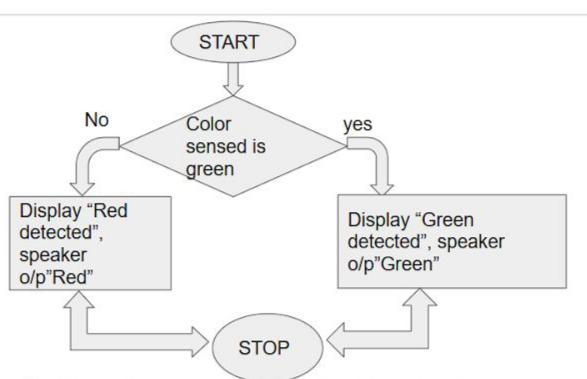 START
No
Color
sensed is
green
yes
Display “Red
detected”,
speaker
o/p”Red”
Display “Green
detected”, speaker
o/p”Green”
STOP